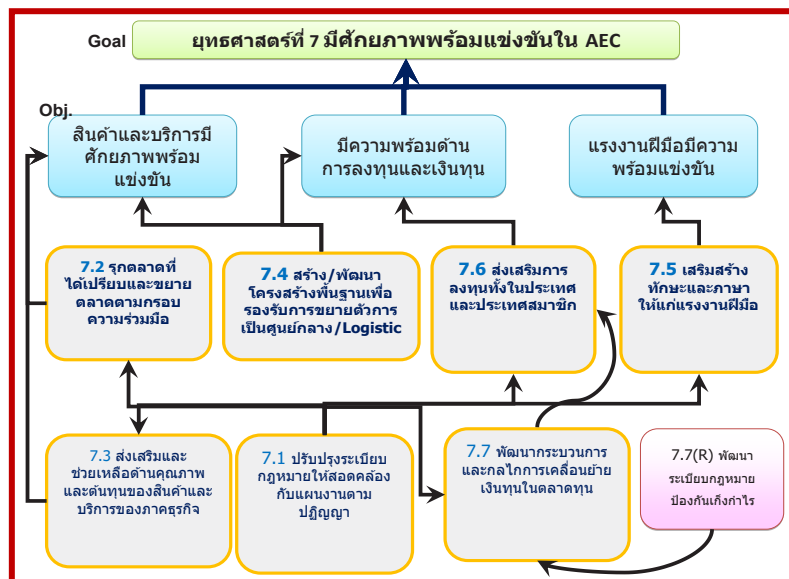 Goal
ยุทธศาสตร์ที่ 7 มีศักยภาพพร้อมแข่งขันใน AEC
Obj.
สินค้าและบริการมี
ศักยภาพพร้อม
แข่งขัน
มีความพร้อมด้าน
การลงทุนและเงินทุน
แรงงานฝีมือมีความ
พร้อมแข่งขัน
7.2 รุกตลาดที่
ได้เปรียบและขยาย
ตลาดตามกรอบ
ความร่วมมือ
7.4 สร้าง/พัฒนา
โครงสร้างพื้นฐานเพื่อ
รองรับการขยายตัวการ
เป็นศูนย์กลาง/Logistic
7.6 ส่งเสริมการ
ลงทุนทั้งในประเทศ
และประเทศสมาชิก
7.5 เสริมสร้าง
ทักษะและภาษา
ให้แก่แรงงานฝีมือ
7.3 ส่งเสริมและ
ช่วยเหลือด้านคุณภาพ
และต้นทุนของสินค้าและ
บริการของภาคธุรกิจ
7.1 ปรับปรุงระเบียบ
กฎหมายให้สอดคล้อง
กับแผนงานตาม
ปฏิญญา
7.7 พัฒนากระบวนการ
และกลไกการเคลื่อนย้าย
เงินทุนในตลาดทุน
7.7(R) พัฒนา
ระเบียบกฎหมาย
ป้องกันเก็งกำไร